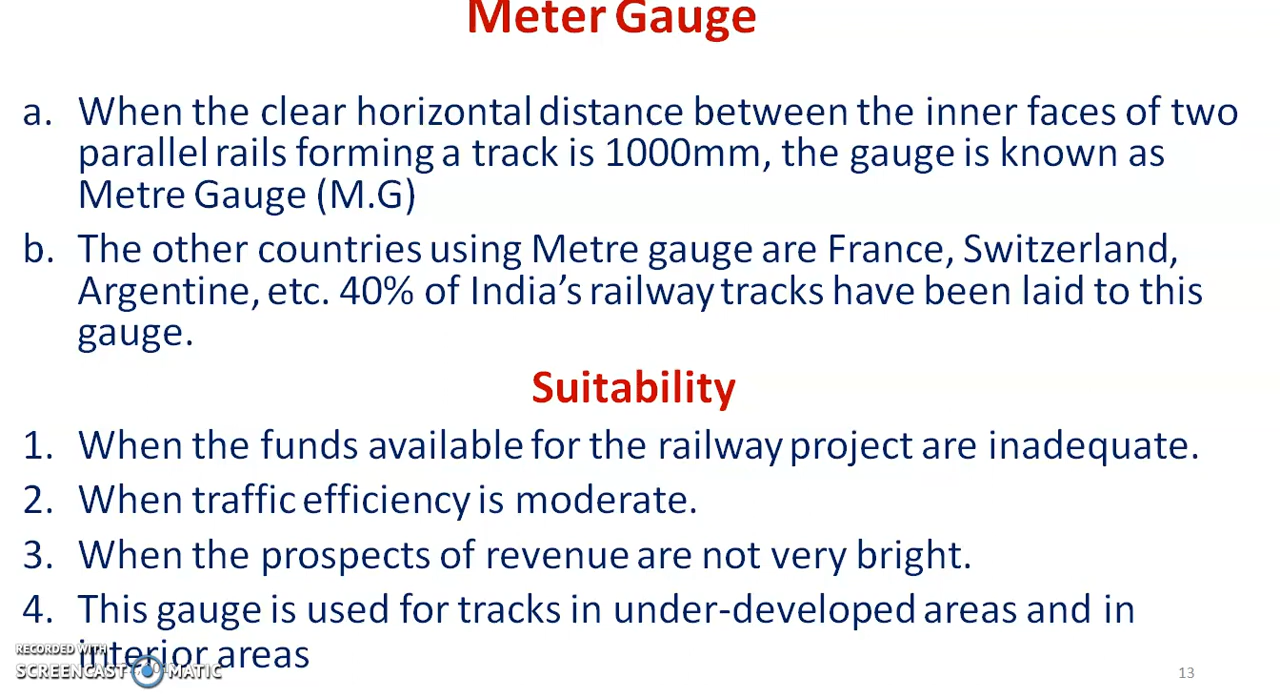 Meter Gauge
a. When the clear horizontal distance between the inner faces of two
parallel rails forming a track is 1000mm, the gauge is known as
Metre Gauge (M.G)
b. The other countries using Metre gauge are France, Switzerland,
Argentine, etc. 40% of India's railway tracks have been laid to this
gauge.
Suitability
1. When the funds available for the railway project are inadequate.
2. When traffic efficiency is moderate.
3. When the prospects of revenue are not very bright.
4. This gauge is used for tracks in under-developed areas and in
interior areas
RECORDED WITH
SCREENCAST MATIC
13